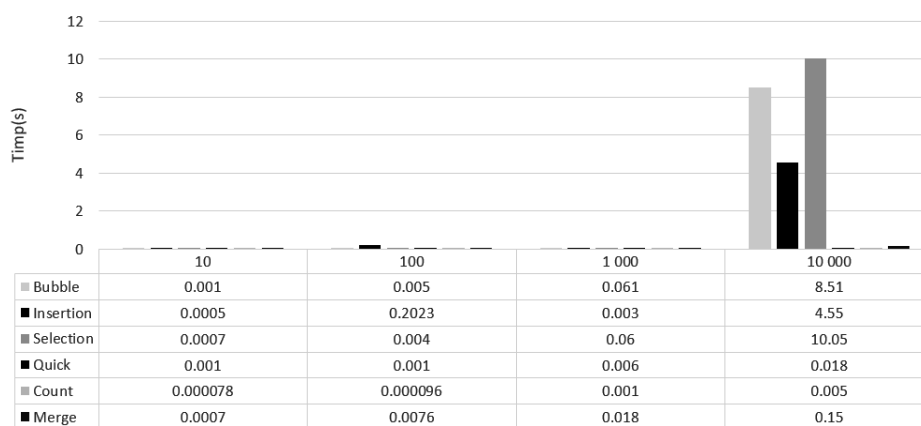 12
10
8
6
4
2
0
Timp(s)
10 100 1 000 10 000
Bubble 0.001 0.005 0.061 8.51
Insertion 0.0005 0.2023 0.003 4.55
Selection 0.0007 0.004 0.06 10.05
Quick 0.001 0.001 0.006 0.018
Count 0.000078 0.000096 0.001 0.005
Merge 0.0007 0.0076 0.018 0.15